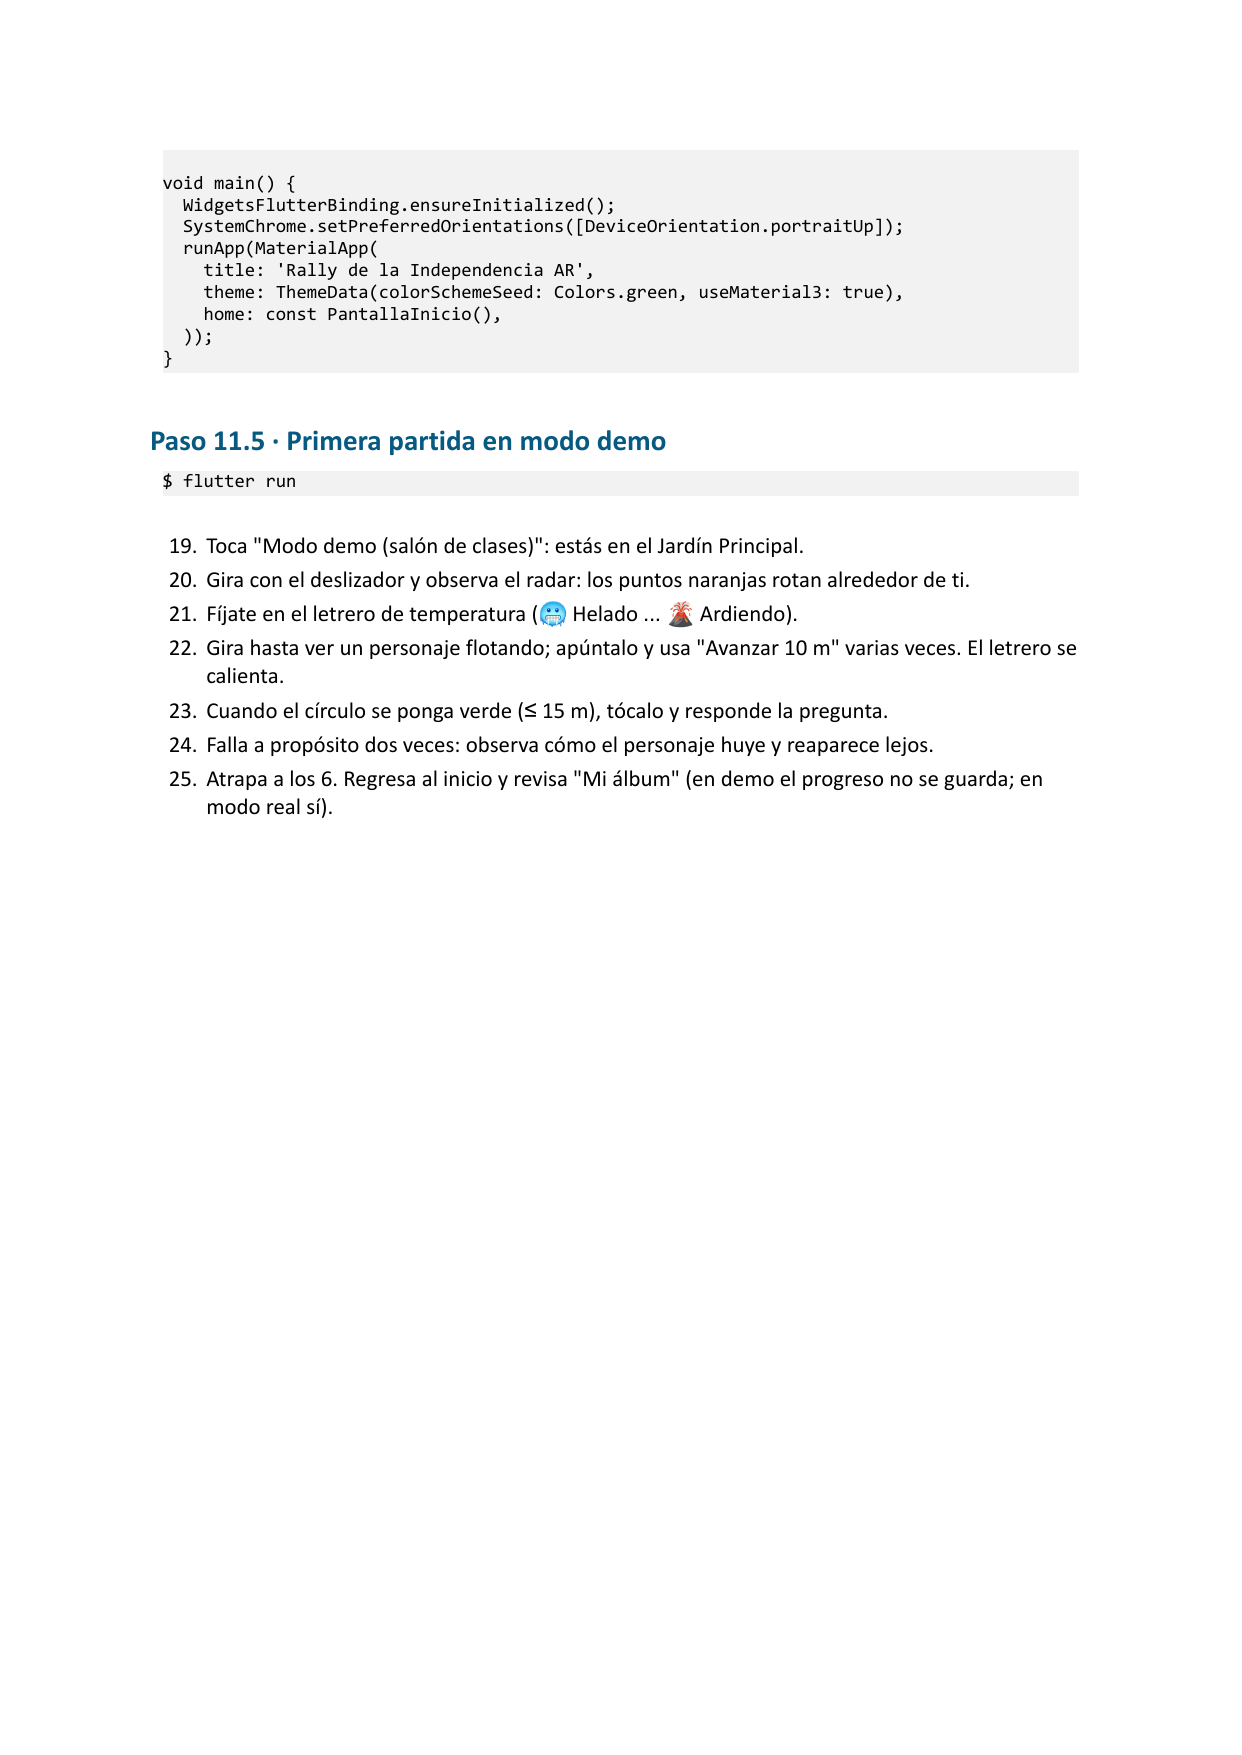 void main() {
  WidgetsFlutterBinding.ensureInitialized();
  SystemChrome.setPreferredOrientations([DeviceOrientation.portraitUp]);
  runApp(MaterialApp(
    title: 'Rally de la Independencia AR',
    theme: ThemeData(colorSchemeSeed: Colors.green, useMaterial3: true),
    home: const PantallaInicio(),
  ));
}
Paso 11.5 · Primera partida en modo demo
$ flutter run
19. Toca "Modo demo (salón de clases)": estás en el Jardín Principal.
20. Gira con el deslizador y observa el radar: los puntos naranjas rotan alrededor de ti.
21. Fíjate en el letrero de temperatura (🥶 Helado ... 🌋 Ardiendo).
22. Gira hasta ver un personaje flotando; apúntalo y usa "Avanzar 10 m" varias veces. El letrero se
calienta.
23. Cuando el círculo se ponga verde (≤ 15 m), tócalo y responde la pregunta.
24. Falla a propósito dos veces: observa cómo el personaje huye y reaparece lejos.
25. Atrapa a los 6. Regresa al inicio y revisa "Mi álbum" (en demo el progreso no se guarda; en
modo real sí).